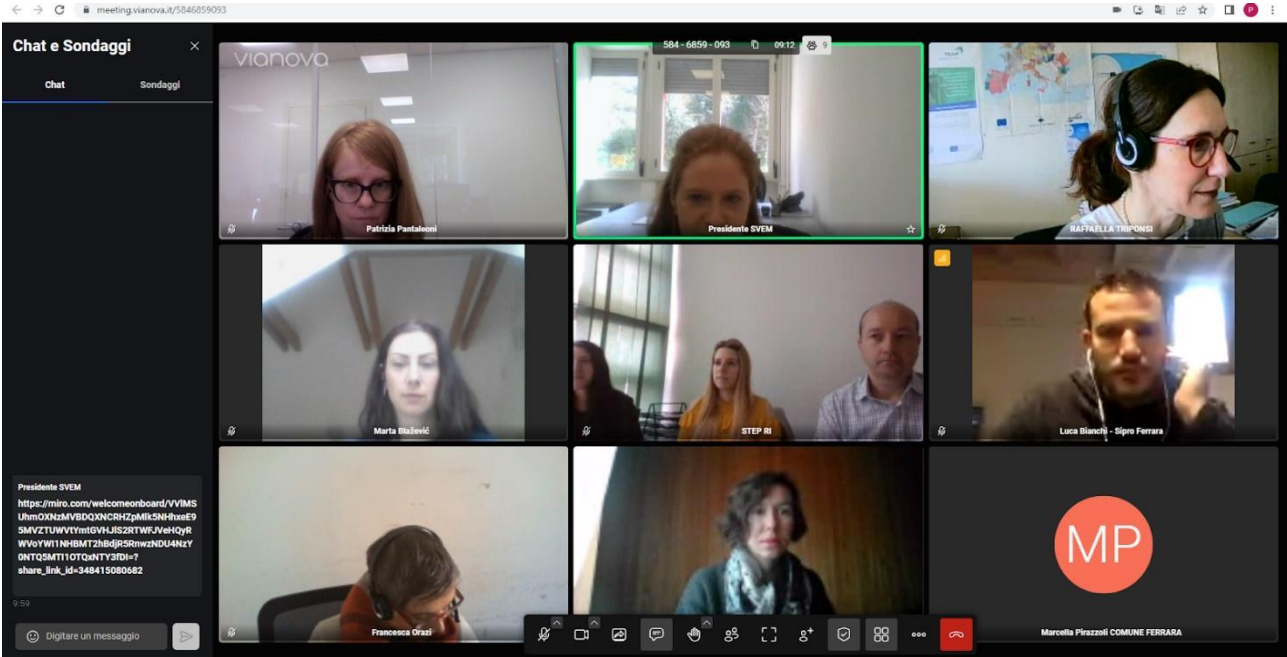 meeting.vianova.it/5846859093
P
Chat e Sondaggi
Chat
Sondaggi
vianova
584 - 6859 - 093
09:12
9
Patrizia Pantaleoni
Presidente SVEM
RAFFAELLA TRIPONSI
Marta Blažević
STEP RI
Luca Bianchi - Sipro Ferrara
Presidente SVEM
https://miro.com/welcomeonboard/VVlMS
UhmOXNzMVBDQXNCRHZpMlk5NHhxeE9
5MVZTUWVtYmtGVHJlS2RTWFJVeHQyR
WVoYWI1NHBMT2hBdjR5RnwzNDU4NzY
0NTQ5MTI1OTQxNTY3fDI=?
share_link_id=348415080682
9:59
Digitare un messaggio
Francesca Orazi
MP
Marcella Pirazzoli COMUNE FERRARA